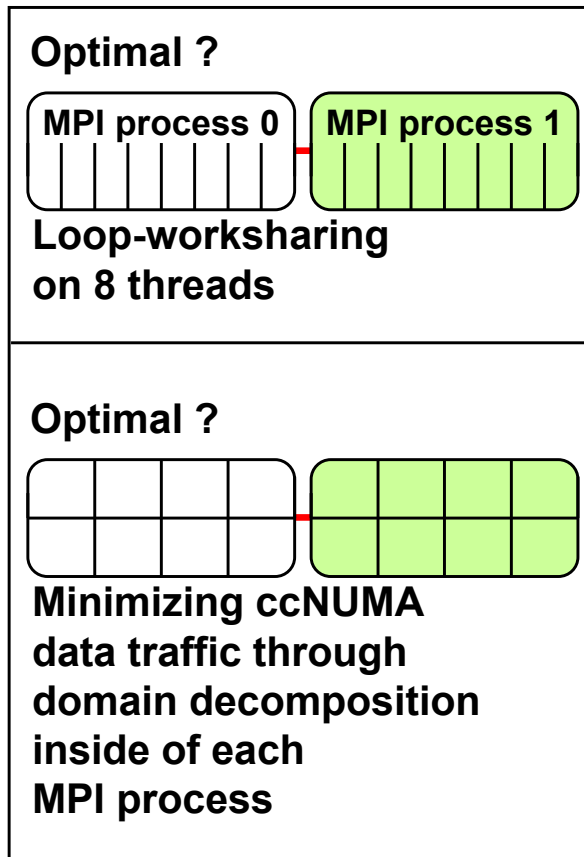 Optimal ?
MPI process 0 MPI process 1
Loop-worksharing
on 8 threads
Optimal ?
Minimizing ccNUMA
data traffic through
domain decomposition
inside of each
MPI process